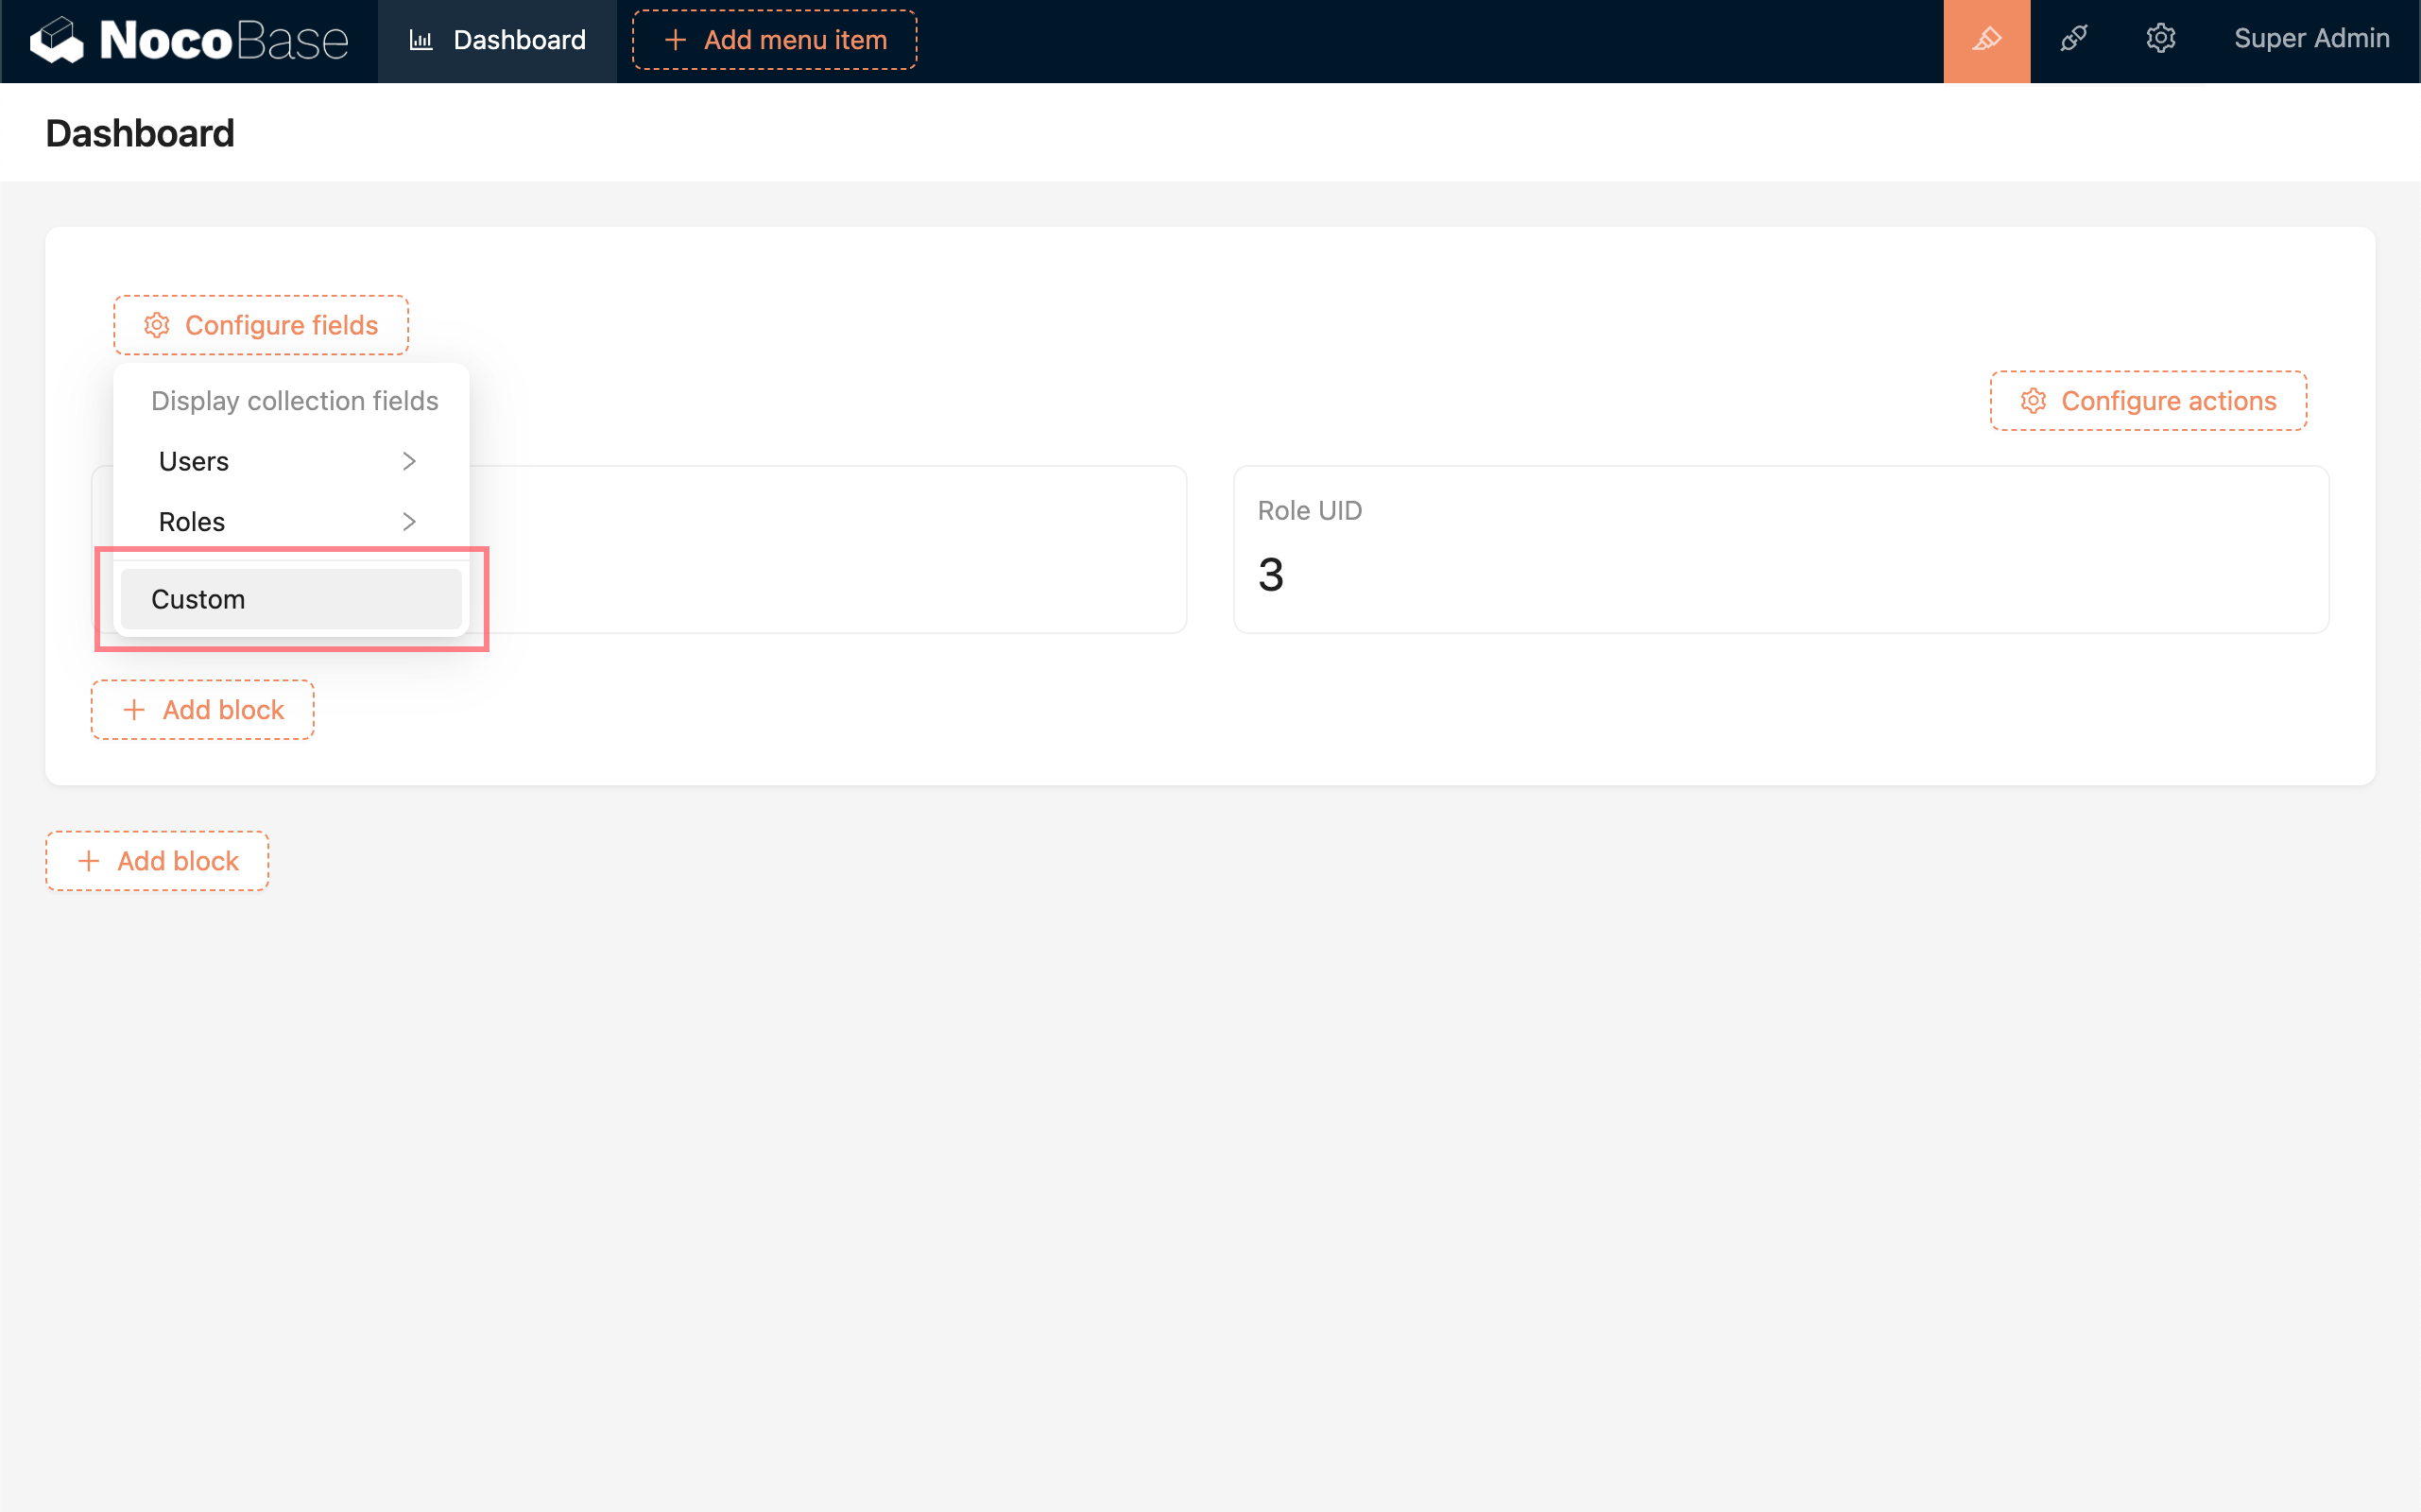 NocoBase
Dashboard
Add menu item
Super Admin
Dashboard
Configure fields
Display collection fields
Configure actions
Users
Roles
Role UID
3
Custom
Add block
Add block